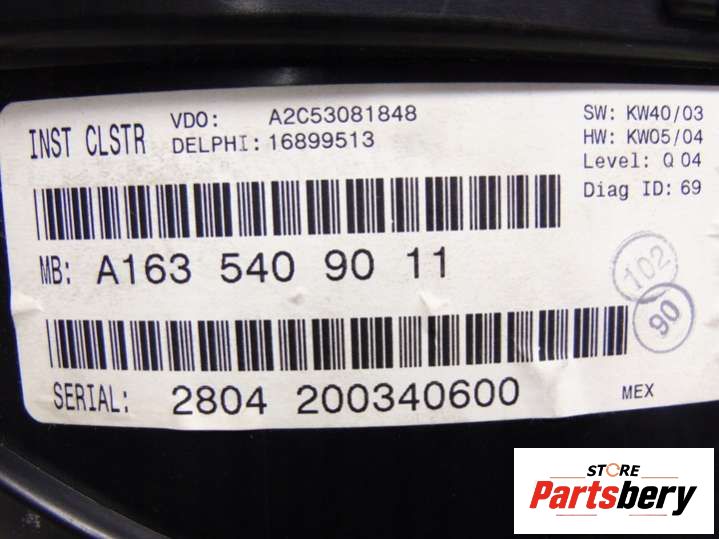 INST CLSTR
VDO: A2C53081848
DELPHI: 16899513
SW: KW40/03
HW: KW05/04
Level: Q 04
Diag ID: 69
MB: A163 540 90 11
102
90
SERIAL: 2804 200340600
MEX
STORE
Partsbery